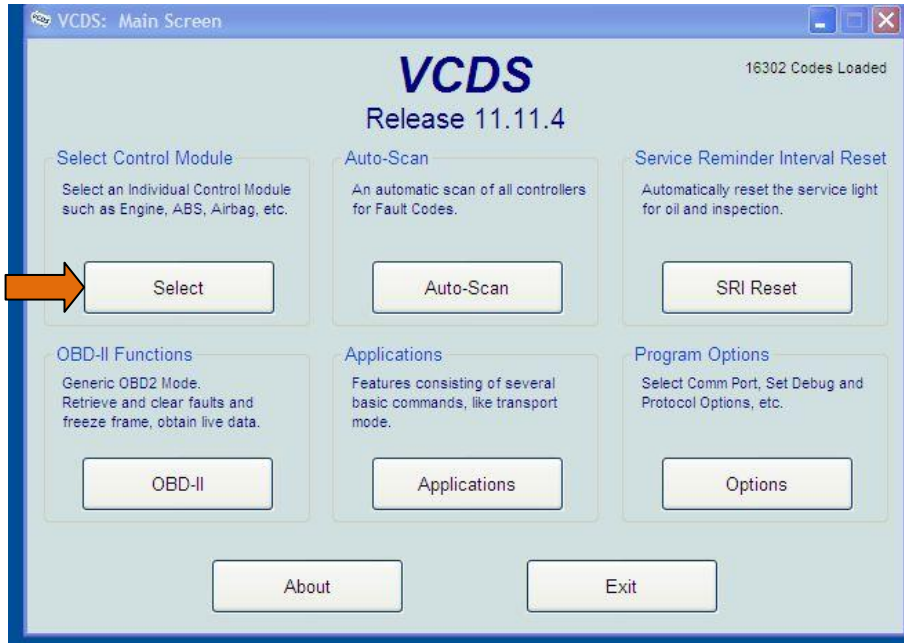 VCDS: Main Screen
VCDS
Release 11.11.4
16302 Codes Loaded
Select Control Module
Select an Individual Control Module
such as Engine, ABS, Airbag, etc.
Select
Auto-Scan
An automatic scan of all controllers
for Fault Codes.
Auto-Scan
Service Reminder Interval Reset
Automatically reset the service light
for oil and inspection.
SRI Reset
OBD-II Functions
Generic OBD2 Mode.
Retrieve and clear faults and
freeze frame, obtain live data.
OBD-II
Applications
Features consisting of several
basic commands, like transport
mode.
Applications
Program Options
Select Comm Port, Set Debug and
Protocol Options, etc.
Options
About
Exit